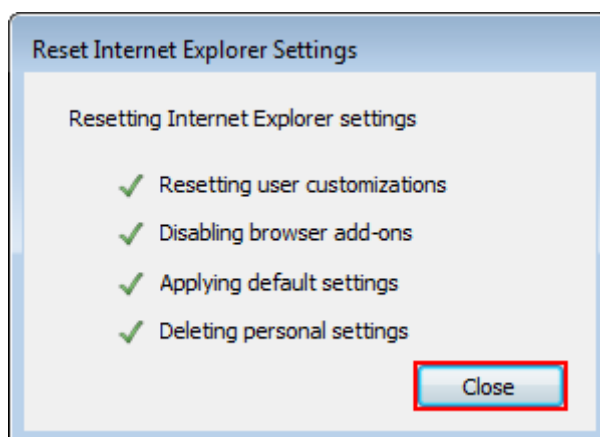 Reset Internet Explorer Settings
Resetting Internet Explorer settings
Resetting user customizations
Disabling browser add-ons
Applying default settings
Deleting personal settings
Close